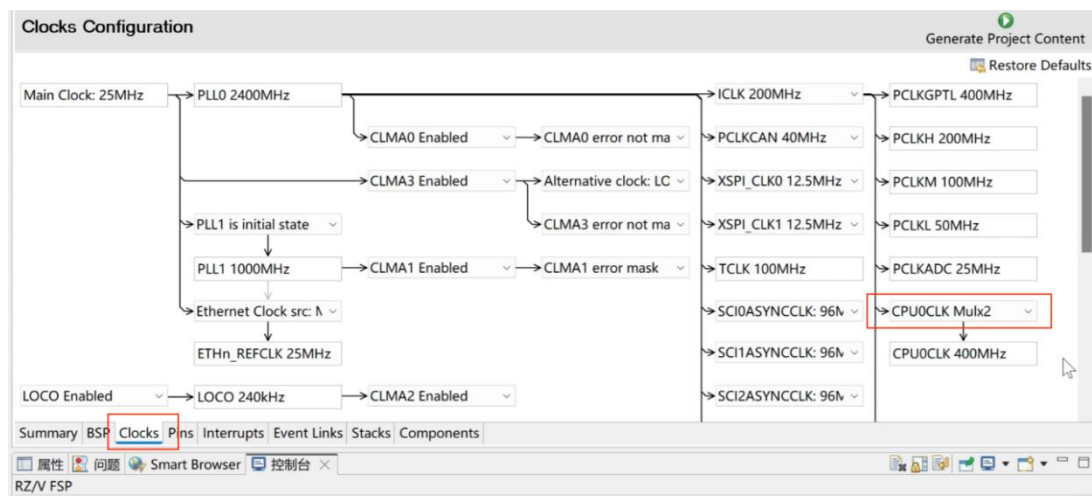 Clocks Configuration
Generate Project Content
Restore Defaults
Main Clock: 25MHz
PLL0 2400MHz
ICLK 200MHz
PCLKGPTL 400MHz
CLMA0 Enabled
CLMA0 error not ma
PCLKCAN 40MHz
PCLKH 200MHz
CLMA3 Enabled
Alternative clock: LO
XSPI_CLK0 12.5MHz
PCLKM 100MHz
PLL1 is initial state
CLMA3 error not ma
XSPI_CLK1 12.5MHz
PCLKL 50MHz
PLL1 1000MHz
CLMA1 Enabled
CLMA1 error mask
TCLK 100MHz
PCLKADC 25MHz
Ethernet Clock src: M
SCI0ASYNCCLK: 96M
CPU0CLK Mulx2
ETHn_REFCLK 25MHz
SCI1ASYNCCLK: 96M
CPU0CLK 400MHz
LOCO Enabled
LOCO 240kHz
CLMA2 Enabled
SCI2ASYNCCLK: 96M
Summary BSP Clocks Pins Interrupts Event Links Stacks Components
属性 问题 Smart Browser 控制台
RZ/V FSP